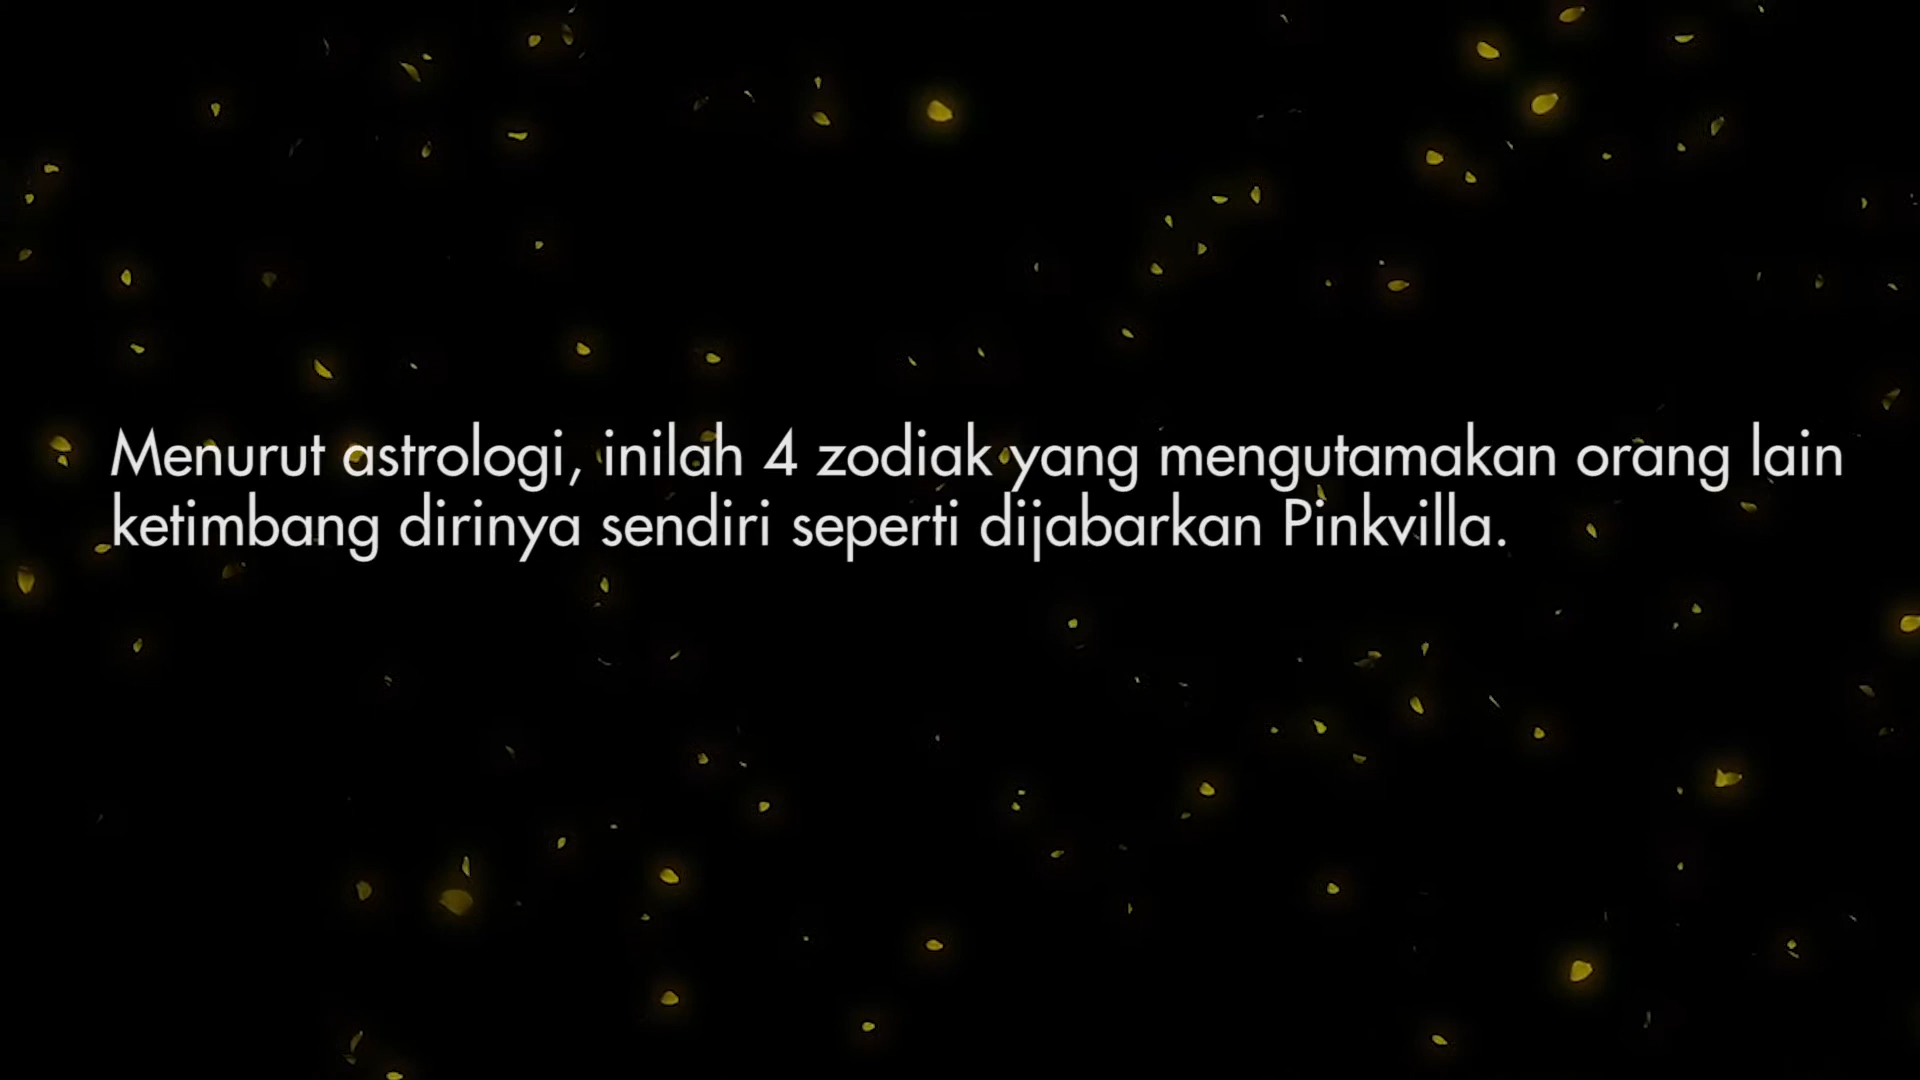 Menurut astrologi, inilah 4 zodiak yang mengutamakan orang lain
ketimbang dirinya sendiri seperti dijabarkan Pinkvilla.